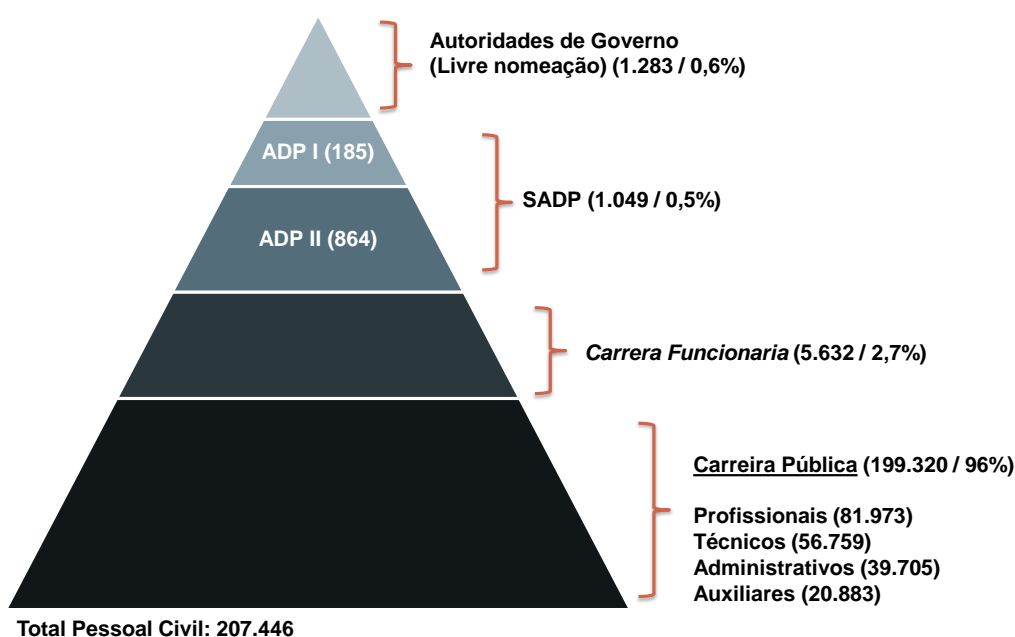 Autoridades de Governo
(Livre nomeação) (1.283 / 0,6%)
ADP I (185)
SADP (1.049 / 0,5%)
ADP II (864)
Carrera Funcionaria (5.632 / 2,7%)
Carreira Pública (199.320 / 96%)
Profissionais (81.973)
Técnicos (56.759)
Administrativos (39.705)
Auxiliares (20.883)
Total Pessoal Civil: 207.446